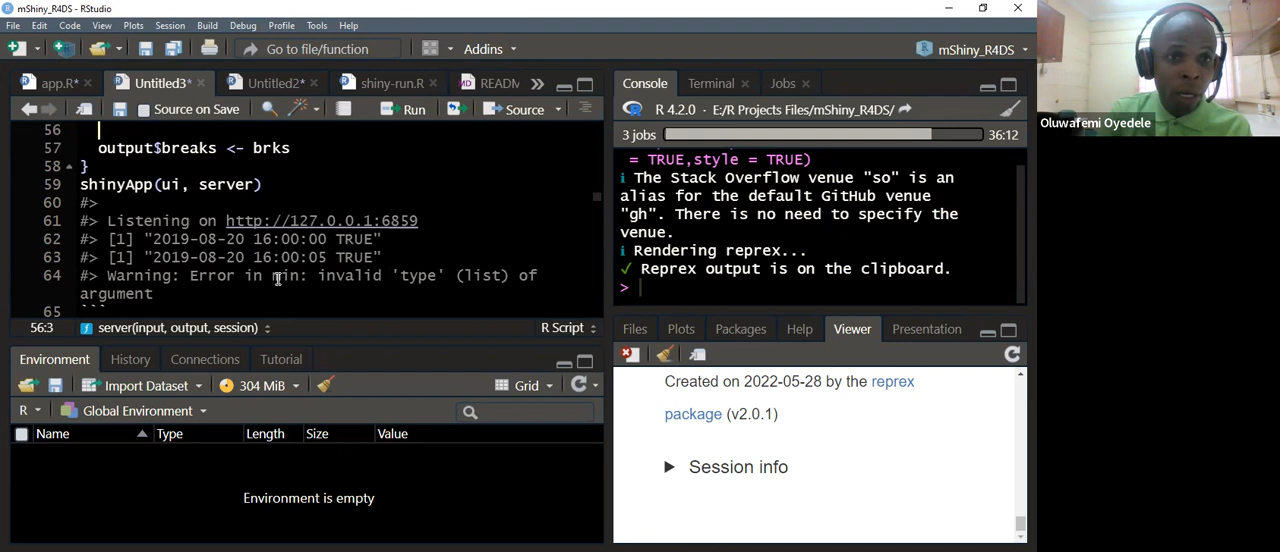 mShiny_R4DS - RStudio
File Edit Code View Plots Session Build Debug Profile Tools Help
Go to file/function Addins mShiny_R4DS
app.R* Untitled3* Untitled2* shiny-run.R READN
Source on Save Run Source
56
57 output$breaks <- brks
58 }
59 shinyApp(ui, server)
60 #>
61 #> Listening on http://127.0.0.1:6859
62 #> [1] "2019-08-20 16:00:00 TRUE"
63 #> [1] "2019-08-20 16:00:05 TRUE"
64 #> Warning: Error in min: invalid 'type' (list) of
argument
65 ```
56:3 server(input, output, session) R Script
Environment History Connections Tutorial
Import Dataset 304 MiB Grid
R Global Environment
Name Type Length Size Value
Environment is empty
Console Terminal Jobs
R 4.2.0 · E:/R Projects Files/mShiny_R4DS/
3 jobs 36:12
= TRUE,style = TRUE)
i The Stack Overflow venue "so" is an
alias for the default GitHub venue
"gh". There is no need to specify the
venue.
i Rendering reprex...
✓ Reprex output is on the clipboard.
>
Files Plots Packages Help Viewer Presentation
Created on 2022-05-28 by the reprex
package (v2.0.1)
Session info
Oluwafemi Oyedele